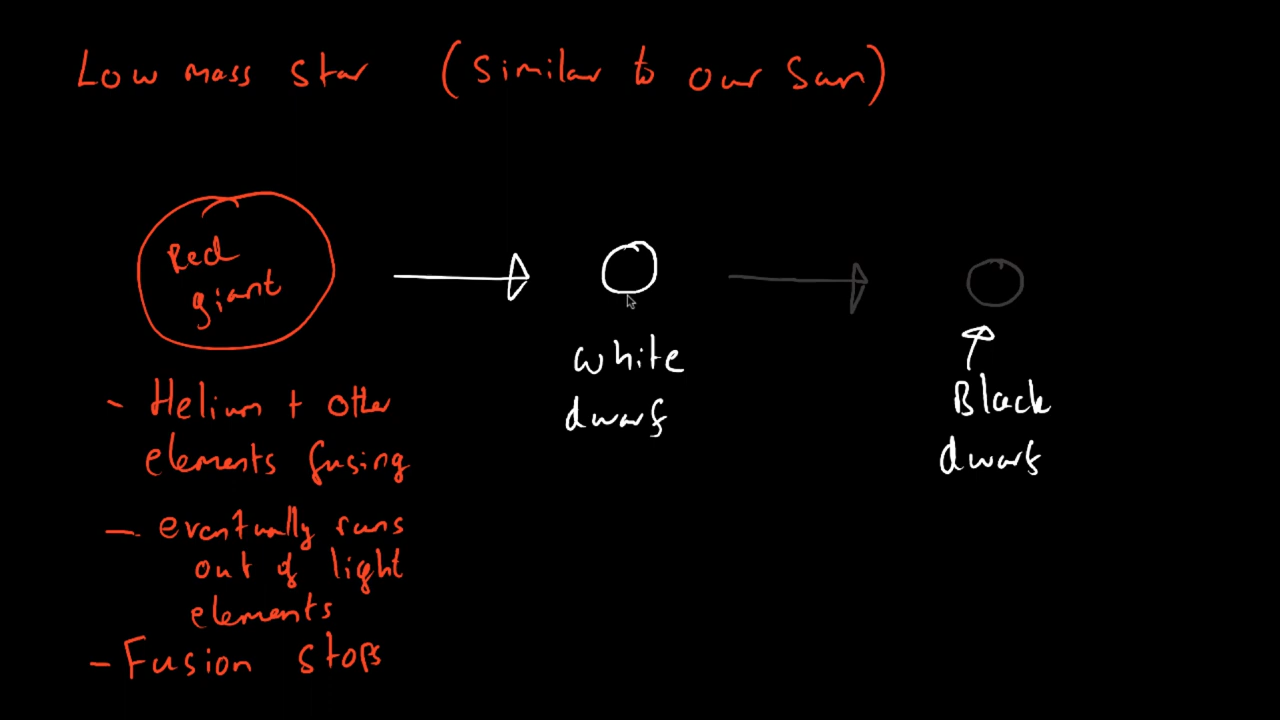 Low mass star (similar to our sun)
Red
giant
white
dwarf
Black
dwarf
- Helium + other
elements fusing
- eventually runs
out of light
elements
- Fusion stops